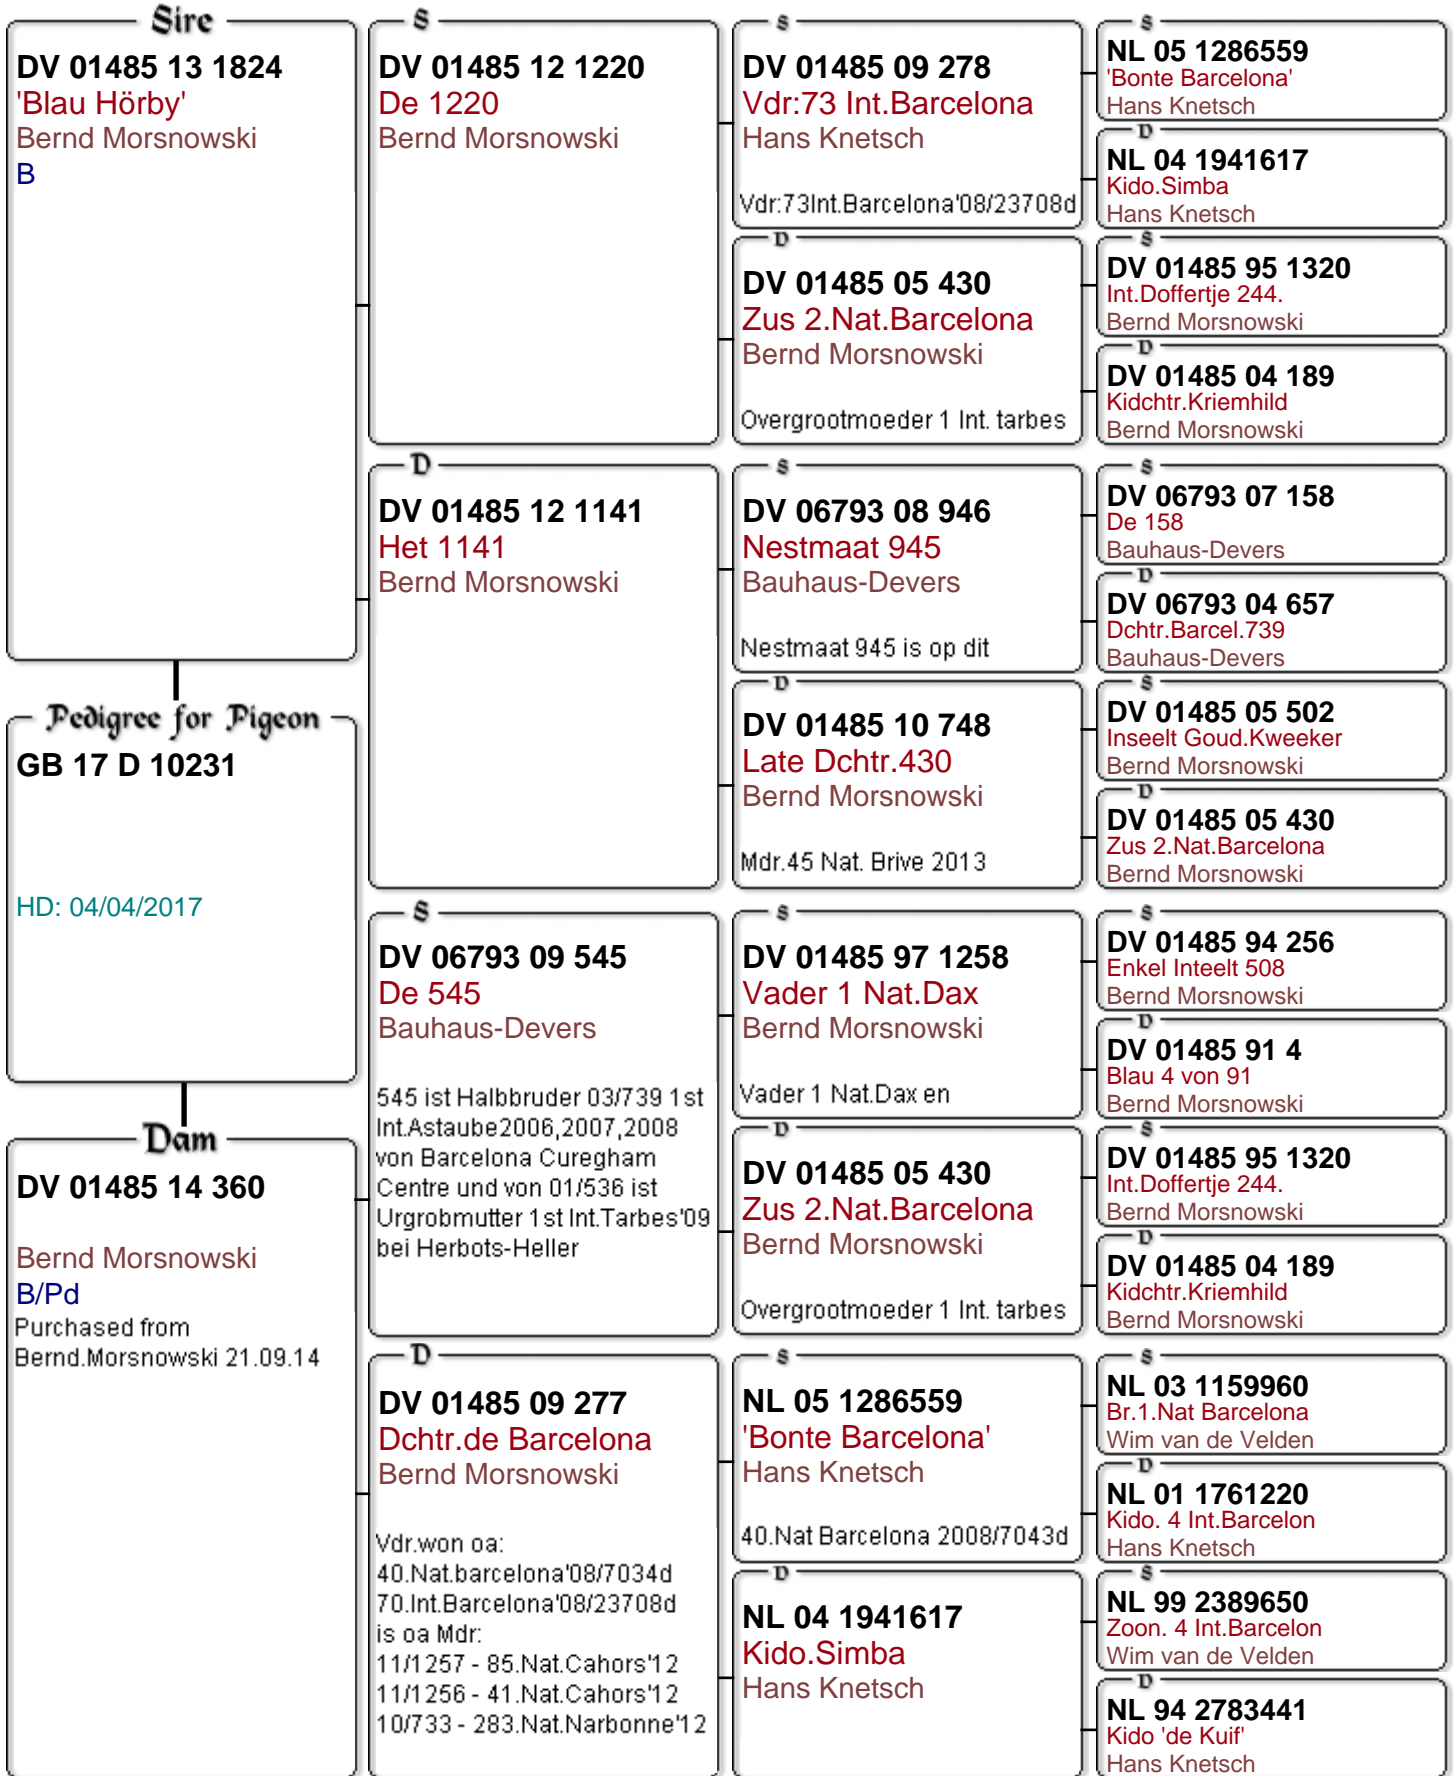 Sire
DV 01485 13 1824
'Blau Hörby'
Bernd Morsnowski
B
Pedigree for Pigeon
GB 17 D 10231
HD: 04/04/2017
Dam
DV 01485 14 360
Bernd Morsnowski
B/Pd
Purchased from
Bernd.Morsnowski 21.09.14
S
DV 01485 12 1220
De 1220
Bernd Morsnowski
D
DV 01485 12 1141
Het 1141
Bernd Morsnowski
S
DV 06793 09 545
De 545
Bauhaus-Devers
545 ist Halbbruder 03/739 1st
Int.Astaube2006,2007,2008
von Barcelona Curegham
Centre und von 01/536 ist
Urgrobmutter 1st Int.Tarbes'09
bei Herbots-Heller
D
DV 01485 09 277
Dchtr.de Barcelona
Bernd Morsnowski
Vdr.won oa:
40.Nat.barcelona'08/7034d
70.Int.Barcelona'08/23708d
is oa Mdr:
11/1257 - 85.Nat.Cahors'12
11/1256 - 41.Nat.Cahors'12
10/733 - 283.Nat.Narbonne'12
S
DV 01485 09 278
Vdr:73 Int.Barcelona
Hans Knetsch
Vdr:73Int.Barcelona'08/23708d
D
DV 01485 05 430
Zus 2.Nat.Barcelona
Bernd Morsnowski
Overgrootmoeder 1 Int. tarbes
S
DV 06793 08 946
Nestmaat 945
Bauhaus-Devers
Nestmaat 945 is op dit
D
DV 01485 10 748
Late Dchtr.430
Bernd Morsnowski
Mdr.45 Nat. Brive 2013
S
DV 01485 97 1258
Vader 1 Nat.Dax
Bernd Morsnowski
Vader 1 Nat.Dax en
D
DV 01485 05 430
Zus 2.Nat.Barcelona
Bernd Morsnowski
Overgrootmoeder 1 Int. tarbes
S
NL 05 1286559
'Bonte Barcelona'
Hans Knetsch
40.Nat Barcelona 2008/7043d
D
NL 04 1941617
Kido.Simba
Hans Knetsch
S
NL 05 1286559
'Bonte Barcelona'
Hans Knetsch
D
NL 04 1941617
Kido.Simba
Hans Knetsch
S
DV 01485 95 1320
Int.Doffertje 244.
Bernd Morsnowski
D
DV 01485 04 189
Kidchtr.Kriemhild
Bernd Morsnowski
S
DV 06793 07 158
De 158
Bauhaus-Devers
D
DV 06793 04 657
Dchtr.Barcel.739
Bauhaus-Devers
S
DV 01485 05 502
Inseelt Goud.Kweeker
Bernd Morsnowski
D
DV 01485 05 430
Zus 2.Nat.Barcelona
Bernd Morsnowski
S
DV 01485 94 256
Enkel Inteelt 508
Bernd Morsnowski
D
DV 01485 91 4
Blau 4 von 91
Bernd Morsnowski
S
DV 01485 95 1320
Int.Doffertje 244.
Bernd Morsnowski
D
DV 01485 04 189
Kidchtr.Kriemhild
Bernd Morsnowski
S
NL 03 1159960
Br.1.Nat Barcelona
Wim van de Velden
D
NL 01 1761220
Kido. 4 Int.Barcelon
Hans Knetsch
S
NL 99 2389650
Zoon. 4 Int.Barcelon
Wim van de Velden
D
NL 94 2783441
Kido 'de Kuif'
Hans Knetsch